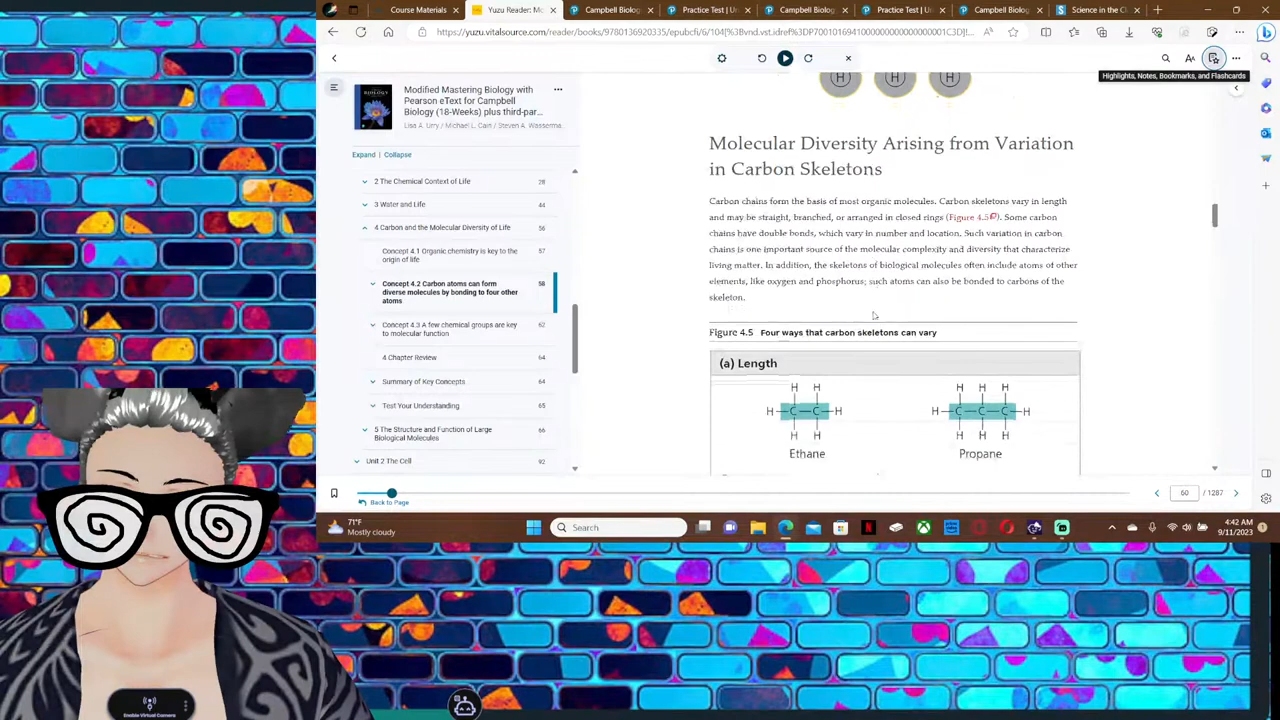 Course Materials
Yuzu Reader: Mo
Campbell Biolog
Practice Test | Un
Campbell Biolog
Practice Test | Un
Campbell Biolog
Science in the C
https://yuzu.vitalsource.com/reader/books/9780136920335/epubcfi/6/104[%3Bvnd.vst.idref%3DP7001016941000000000000000001C3D]!...
Highlights, Notes, Bookmarks, and Flashcards
Modified Mastering Biology with
Pearson eText for Campbell
Biology (18-Weeks) plus third-par...
Lisa A. Urry / Michael L. Cain / Steven A. Wasserma...
Expand | Collapse
2 The Chemical Context of Life 28
3 Water and Life 44
4 Carbon and the Molecular Diversity of Life 56
Concept 4.1 Organic chemistry is key to the 57
origin of life
Concept 4.2 Carbon atoms can form 58
diverse molecules by bonding to four other
atoms
Concept 4.3 A few chemical groups are key 62
to molecular function
4 Chapter Review 64
Summary of Key Concepts 64
Test Your Understanding 65
5 The Structure and Function of Large 66
Biological Molecules
Unit 2 The Cell 92
Back to Page
H H H
Molecular Diversity Arising from Variation
in Carbon Skeletons
Carbon chains form the basis of most organic molecules. Carbon skeletons vary in length
and may be straight, branched, or arranged in closed rings (Figure 4.5). Some carbon
chains have double bonds, which vary in number and location. Such variation in carbon
chains is one important source of the molecular complexity and diversity that characterize
living matter. In addition, the skeletons of biological molecules often include atoms of other
elements, like oxygen and phosphorus; such atoms can also be bonded to carbons of the
skeleton.
Figure 4.5 Four ways that carbon skeletons can vary
(a) Length
H H H H H
H C C H H C C C H
H H H H H
Ethane Propane
60 / 1287
71°F
Mostly cloudy
Search
4:42 AM
9/11/2023
Enable Virtual Camera